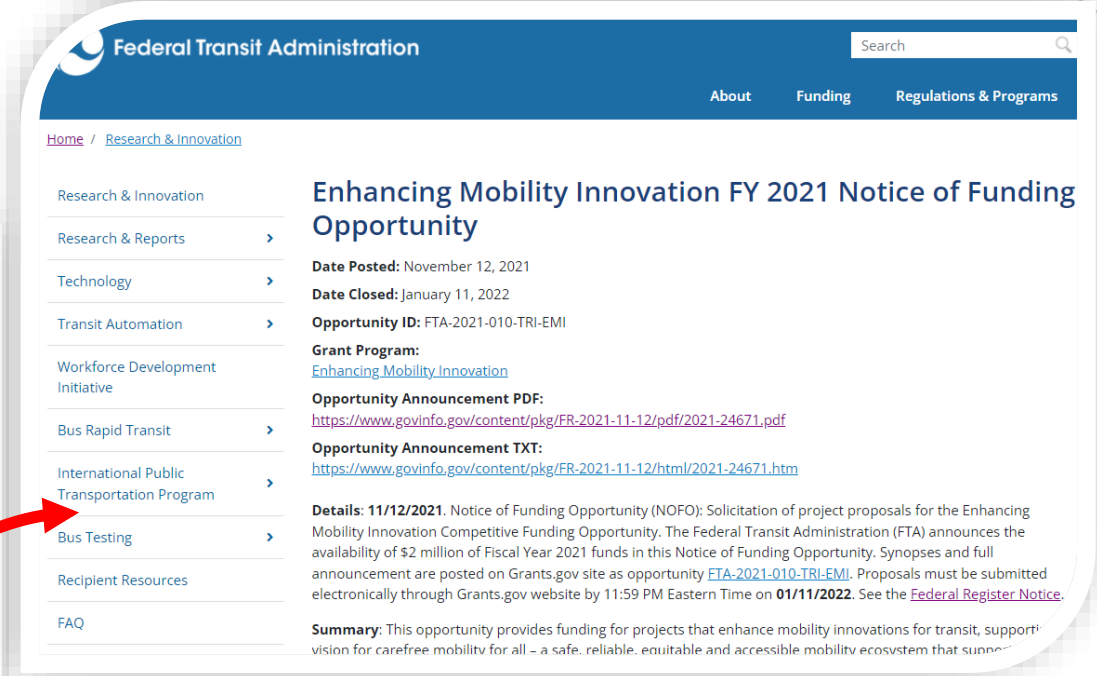 Federal Transit Administration
Search
About Funding Regulations & Programs
Home / Research & Innovation
Research & Innovation
Research & Reports
Technology
Transit Automation
Workforce Development
Initiative
Bus Rapid Transit
International Public
Transportation Program
Bus Testing
Recipient Resources
FAQ
Enhancing Mobility Innovation FY 2021 Notice of Funding
Opportunity
Date Posted: November 12, 2021
Date Closed: January 11, 2022
Opportunity ID: FTA-2021-010-TRI-EMI
Grant Program:
Enhancing Mobility Innovation
Opportunity Announcement PDF:
https://www.govinfo.gov/content/pkg/FR-2021-11-12/pdf/2021-24671.pdf
Opportunity Announcement TXT:
https://www.govinfo.gov/content/pkg/FR-2021-11-12/html/2021-24671.htm
Details: 11/12/2021. Notice of Funding Opportunity (NOFO): Solicitation of project proposals for the Enhancing
Mobility Innovation Competitive Funding Opportunity. The Federal Transit Administration (FTA) announces the
availability of $2 million of Fiscal Year 2021 funds in this Notice of Funding Opportunity. Synopses and full
announcement are posted on Grants.gov site as opportunity FTA-2021-010-TRI-EMI. Proposals must be submitted
electronically through Grants.gov website by 11:59 PM Eastern Time on 01/11/2022. See the Federal Register Notice.
Summary: This opportunity provides funding for projects that enhance mobility innovations for transit,
vision for carefree mobility for all – a safe, reliable, equitable and accessible mobility ecosystem that